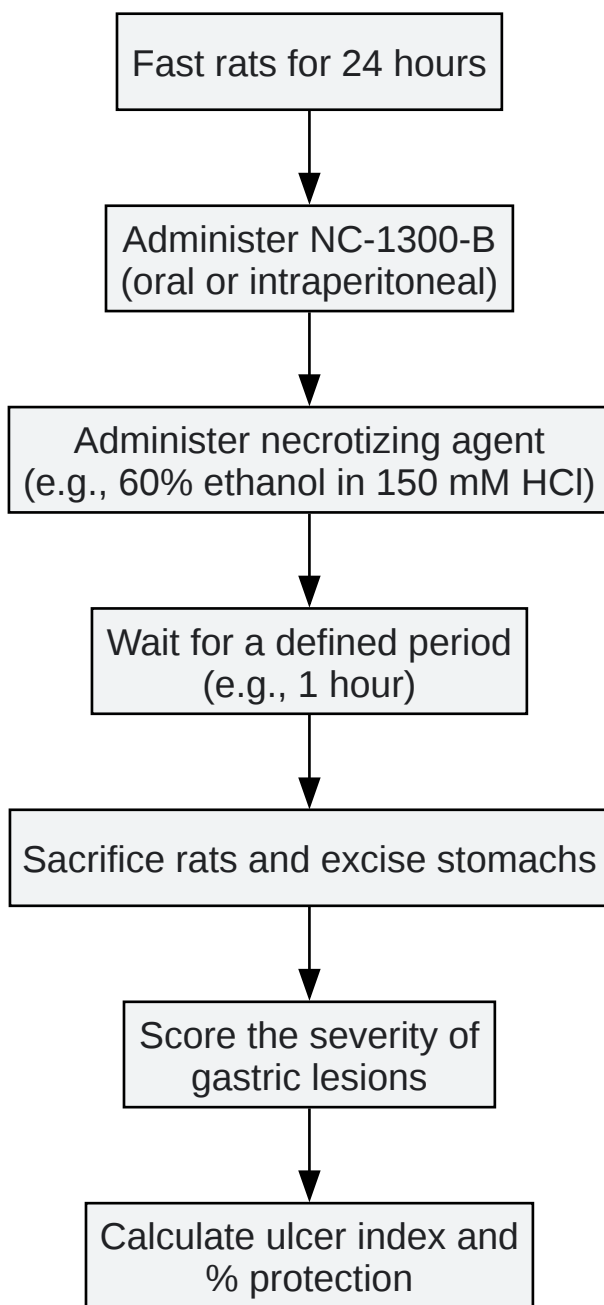 Fast rats for 24 hours
Administer NC-1300-B
(oral or intraperitoneal)
Administer necrotizing agent
(e.g., 60% ethanol in 150 mM HCl)
Wait for a defined period
(e.g., 1 hour)
Sacrifice rats and excise stomachs
Score the severity of
gastric lesions
Calculate ulcer index and
% protection